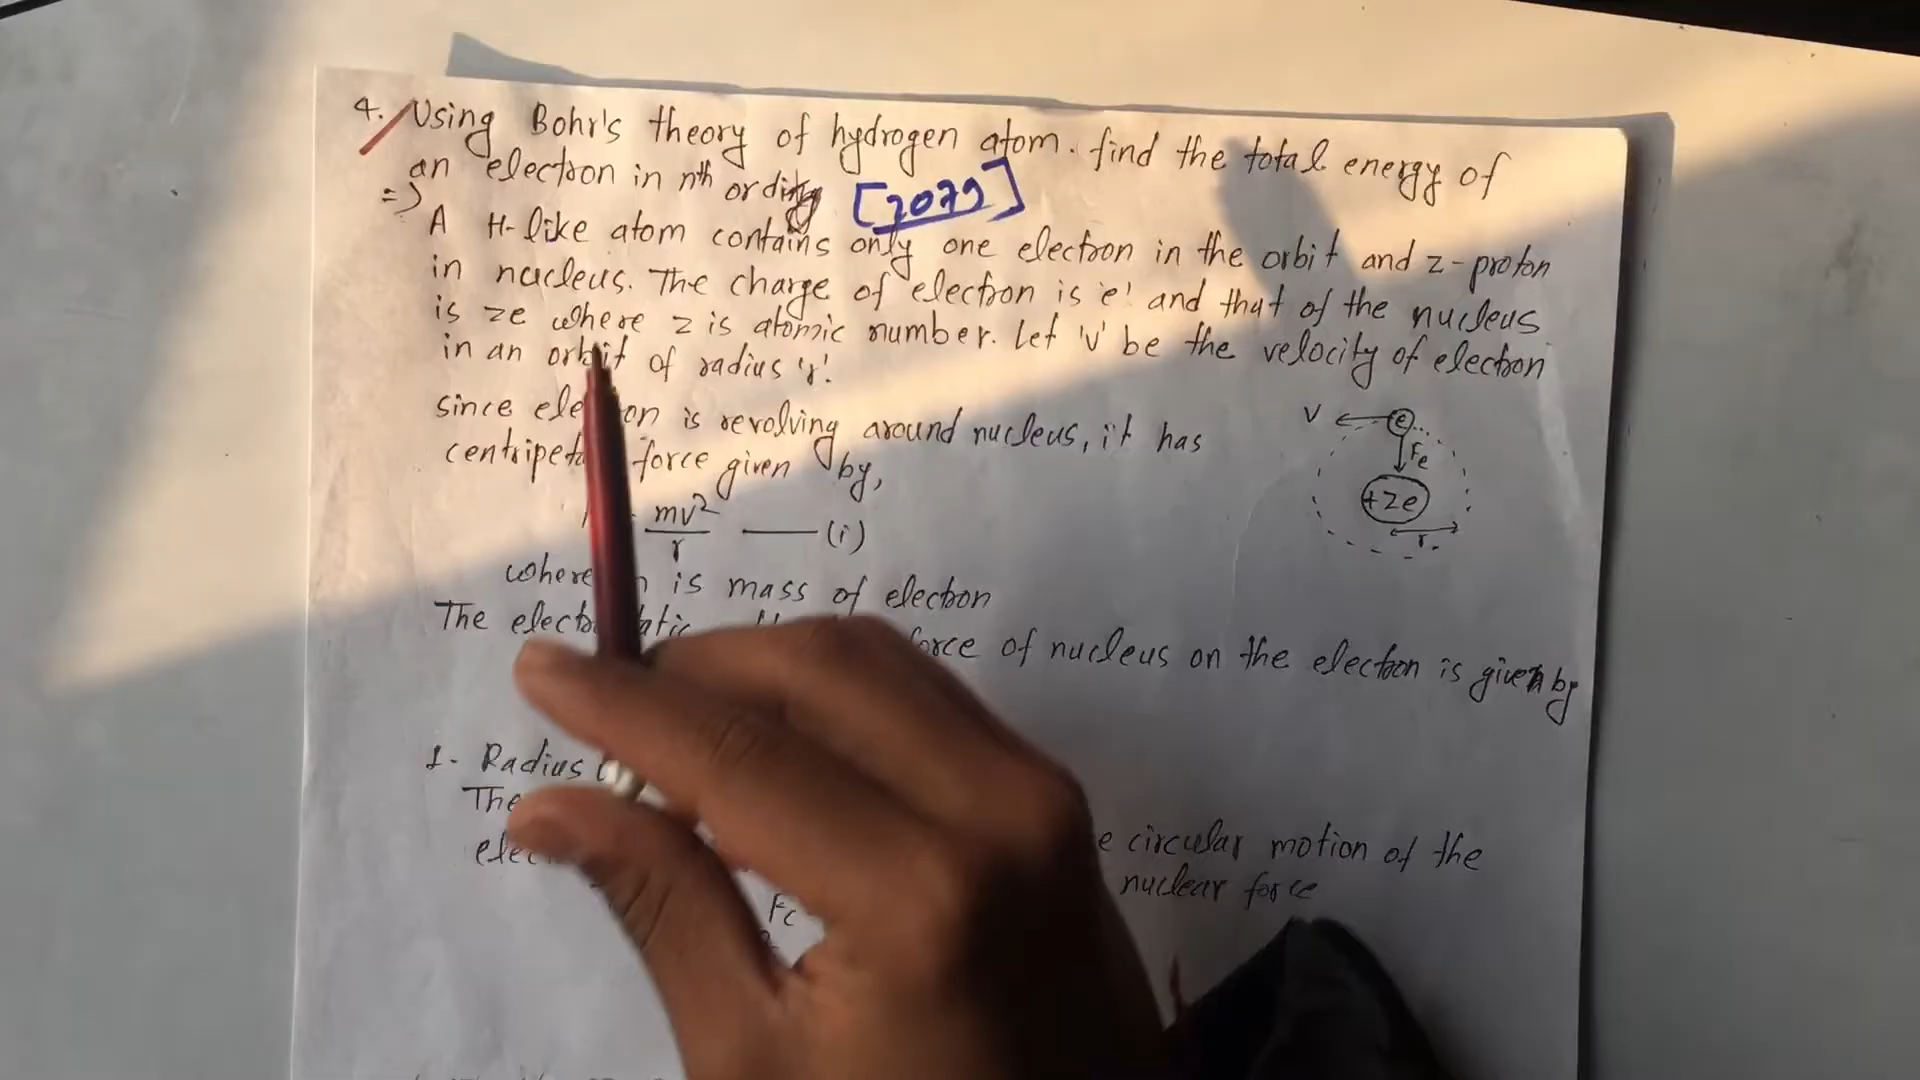 4. Using Bohr's theory of hydrogen atom. find the total energy of
an electron in nth
[2079]
=>
A H-like atom contains only one electron in the orbit and z-proton
in nucleus. The charge of electron is 'e' and that of the nucleus
is ze where z is atomic number. Let 'v' be the velocity of electron
in an orbit of radius 'r'.
since electron is revolving around nucleus, it has
centripetal force given by,
mv²/r —— (i)
where is mass of electron
The force of nucleus on the electron is given by
V e
Fe
+ze
r.
1. Radius
The
circular motion of the
nuclear force
Fc